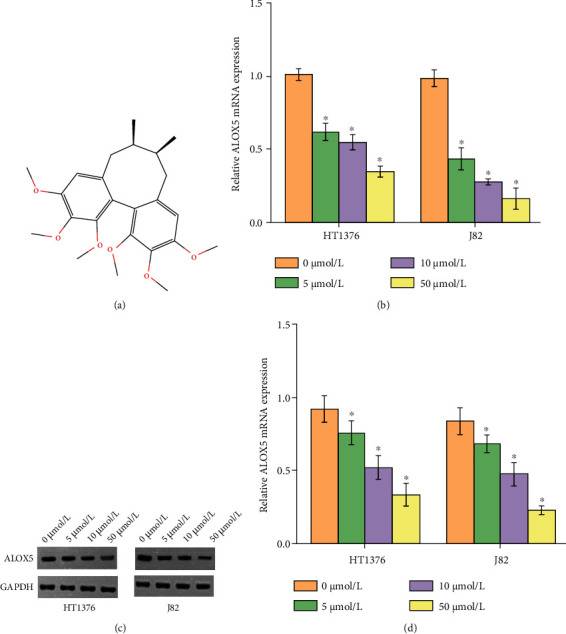 O
O
O
O
O
O
(a)
Relative ALOX5 mRNA expression
1.5
1.0
0.5
0.0
* * *
* * *
HT1376 J82
0 μmol/L 10 μmol/L
5 μmol/L 50 μmol/L
(b)
0 μmol/L 5 μmol/L 10 μmol/L 50 μmol/L 0 μmol/L 5 μmol/L 10 μmol/L 50 μmol/L
ALOX5
GAPDH
HT1376 J82
(c)
Relative ALOX5 mRNA expression
1.5
1.0
0.5
0.0
* * *
* * *
HT1376 J82
0 μmol/L 10 μmol/L
5 μmol/L 50 μmol/L
(d)